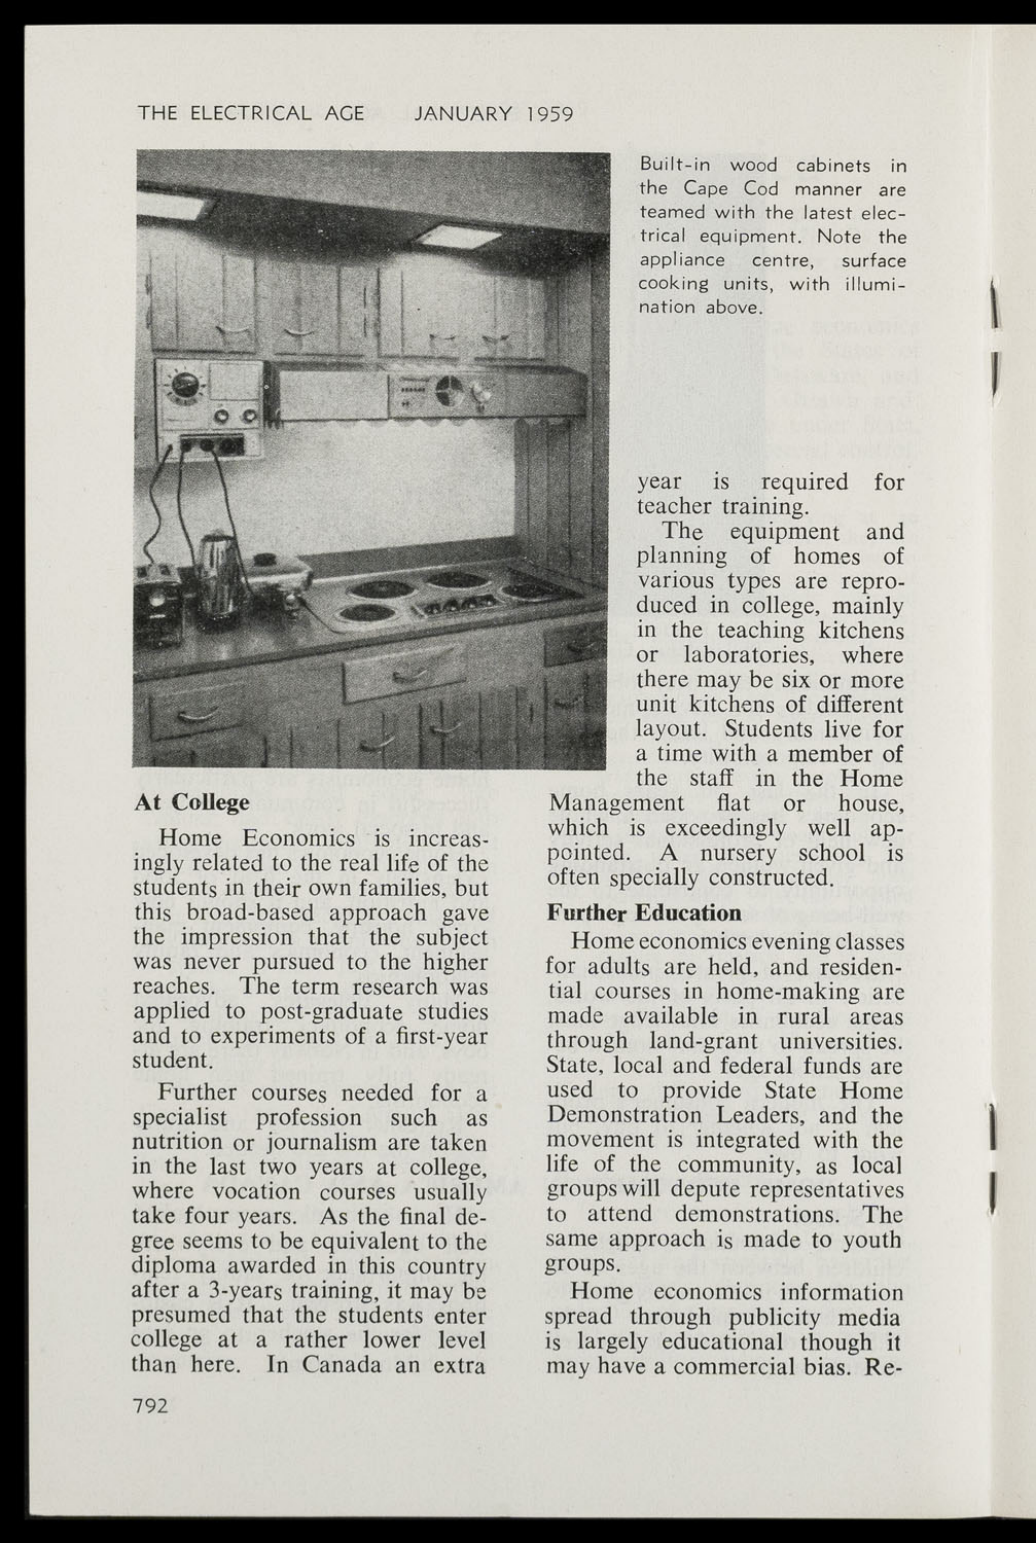 THE ELECTRICAL AGE JANUARY 1959
Built-in wood cabinets in
the Cape Cod manner are
teamed with the latest elec-
trical equipment. Note the
appliance centre, surface
cooking units, with illumi-
nation above.
At College
Home Economics is increas-
ingly related to the real life of the
students in their own families, but
this broad-based approach gave
the impression that the subject
was never pursued to the higher
reaches. The term research was
applied to post-graduate studies
and to experiments of a first-year
student.
Further courses needed for a
specialist profession such as
nutrition or journalism are taken
in the last two years at college,
where vocation courses usually
take four years. As the final de-
gree seems to be equivalent to the
diploma awarded in this country
after a 3-years training, it may be
presumed that the students enter
college at a rather lower level
than here. In Canada an extra
year is required for
teacher training.
The equipment and
planning of homes of
various types are repro-
duced in college, mainly
in the teaching kitchens
or laboratories, where
there may be six or more
unit kitchens of different
layout. Students live for
a time with a member of
the staff in the Home
Management flat or house,
which is exceedingly well ap-
pointed. A nursery school is
often specially constructed.
Further Education
Home economics evening classes
for adults are held, and residen-
tial courses in home-making are
made available in rural areas
through land-grant universities.
State, local and federal funds are
used to provide State Home
Demonstration Leaders, and the
movement is integrated with the
life of the community, as local
groups will depute representatives
to attend demonstrations. The
same approach is made to youth
groups.
Home economics information
spread through publicity media
is largely educational though it
may have a commercial bias. Re-
792